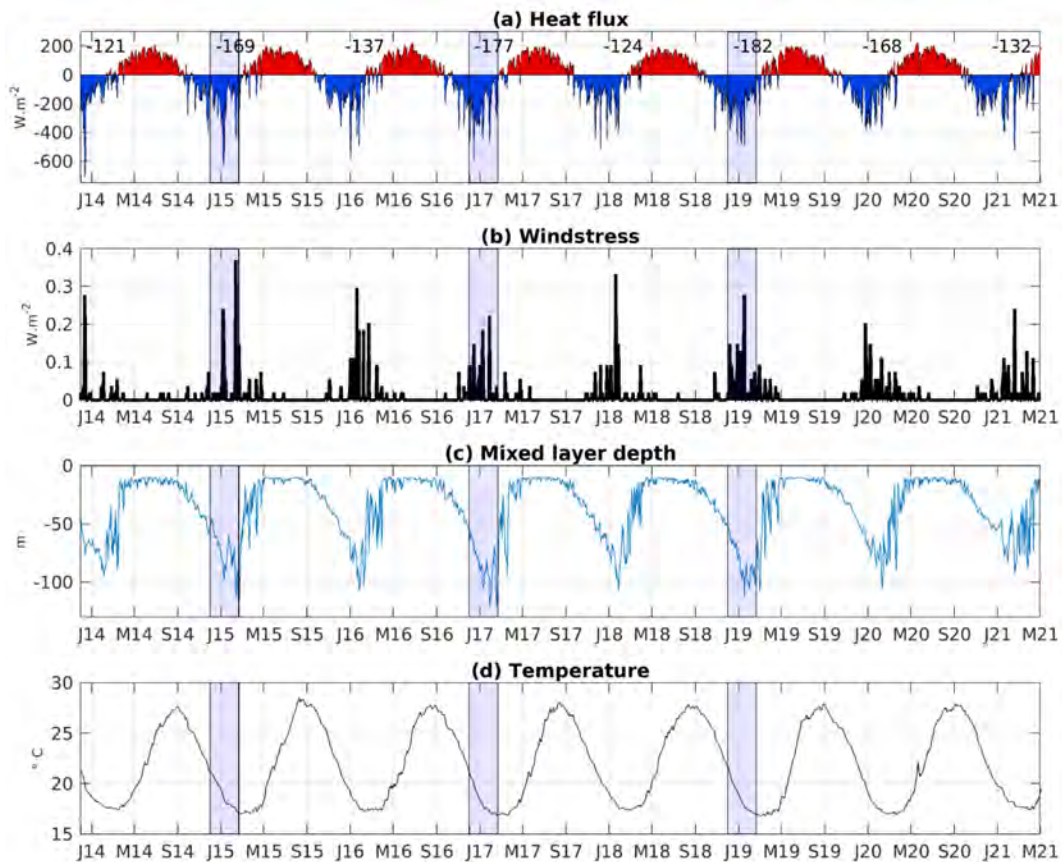 (a) Heat flux
-121 -169 -137 -177 -124 -182 -168 -132
200
0
-200
-400
-600
W.m-2
J14 M14 S14 J15 M15 S15 J16 M16 S16 J17 M17 S17 J18 M18 S18 J19 M19 S19 J20 M20 S20 J21 M21
(b) Windstress
0.4
0.3
0.2
0.1
0
W.m-2
J14 M14 S14 J15 M15 S15 J16 M16 S16 J17 M17 S17 J18 M18 S18 J19 M19 S19 J20 M20 S20 J21 M21
(c) Mixed layer depth
0
-50
-100
m
J14 M14 S14 J15 M15 S15 J16 M16 S16 J17 M17 S17 J18 M18 S18 J19 M19 S19 J20 M20 S20 J21 M21
(d) Temperature
30
25
20
15
° C
J14 M14 S14 J15 M15 S15 J16 M16 S16 J17 M17 S17 J18 M18 S18 J19 M19 S19 J20 M20 S20 J21 M21